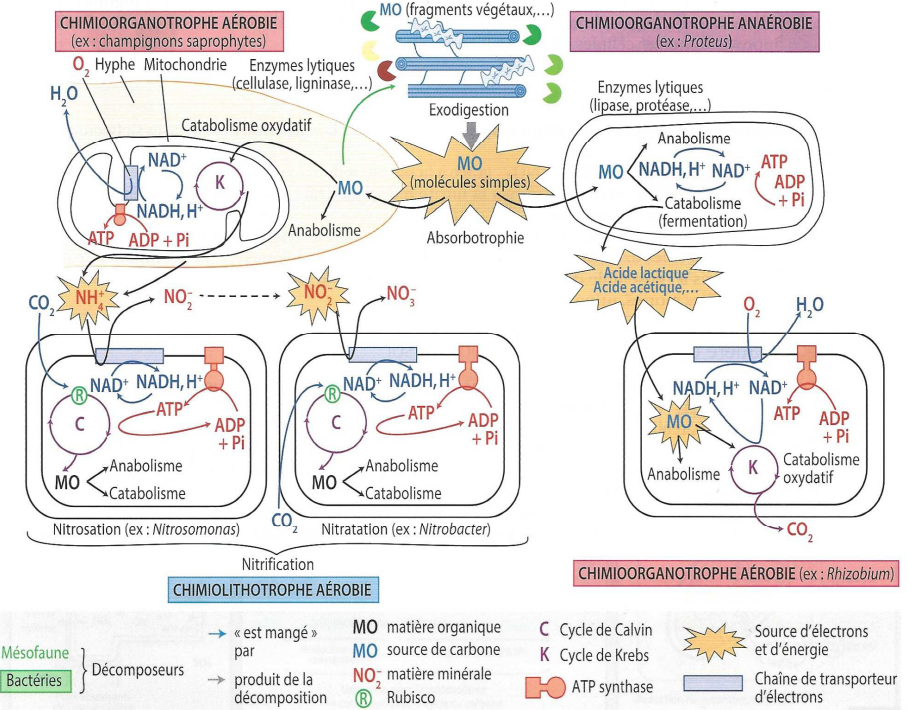 CHIMIOORGANOTROPHE AÉROBIE
(ex : champignons saprophytes)
MO (fragments végétaux,...)
CHIMIOORGANOTROPHE ANAÉROBIE
(ex : Proteus)
O2 Hyphe Mitochondrie
Enzymes lytiques
(cellulase, ligninase,...)
H2O
Exodigestion
Enzymes lytiques
(lipase, protéase,...)
Catabolisme oxydatif
NAD+
K
NADH, H+
ATP
ADP + Pi
MO
Anabolisme
MO
(molécules simples)
Absorbotrophie
MO
Anabolisme
NADH, H+
NAD+
Catabolisme
(fermentation)
ATP
ADP
+ Pi
Acide lactique
Acide acétique,...
CO2
NH4+
NO2−
NO2−
NO3−
O2
H2O
NAD+
NADH, H+
R
C
ATP
ADP
+ Pi
MO
Anabolisme
Catabolisme
NAD+
NADH, H+
R
C
ATP
ADP
+ Pi
MO
Anabolisme
Catabolisme
CO2
NADH, H+
NAD+
ATP
ADP
+ Pi
MO
Anabolisme
K
Catabolisme
oxydatif
CO2
Nitrosation (ex : Nitrosomonas)
Nitratation (ex : Nitrobacter)
Nitrification
CHIMIOLITHOTROPHE AÉROBIE
CHIMIOORGANOTROPHE AÉROBIE (ex : Rhizobium)
Mésofaune
Bactéries
Décomposeurs
« est mangé »
par
produit de la
décomposition
MO matière organique
MO source de carbone
NO2− matière minérale
R Rubisco
C Cycle de Calvin
K Cycle de Krebs
ATP synthase
Source d'électrons
et d'énergie
Chaîne de transporteur
d'électrons